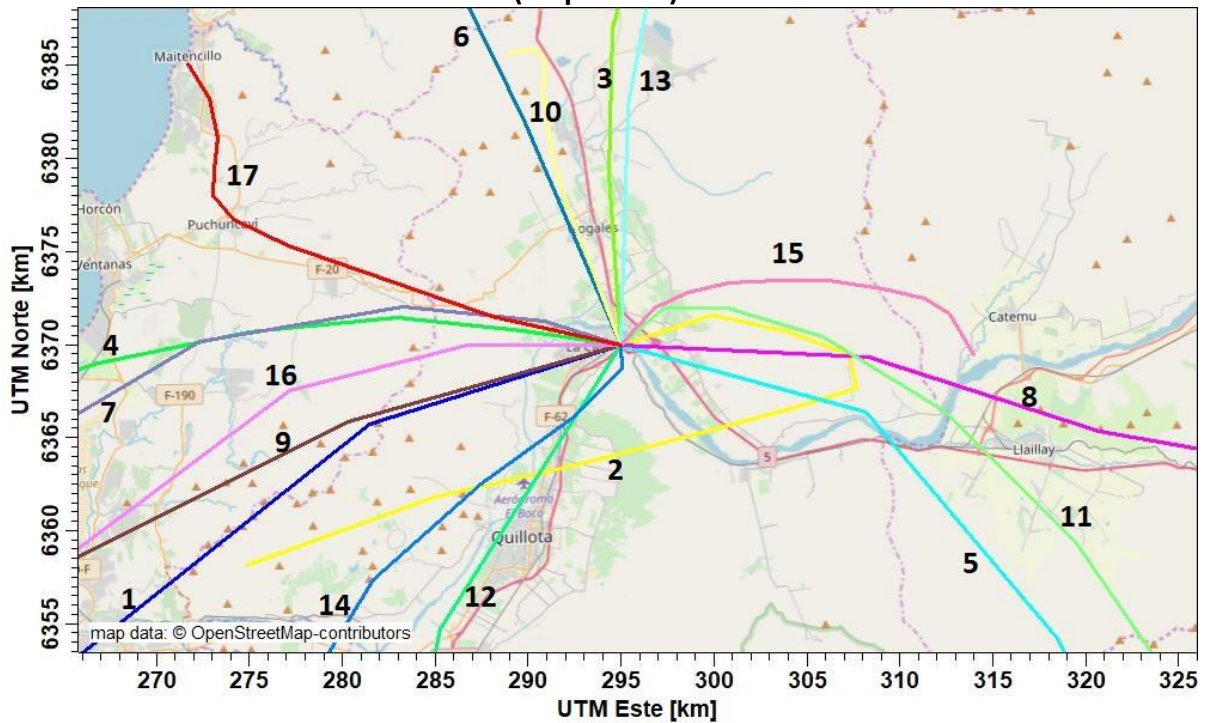 6385
6380
6375
6370
6365
6360
6355
UTM Norte [km]
Maitencillo
6
3
13
10
17
Horcón
Puchuncaví
Nogales
Ventanas
F-20
15
Catemu
4
La Ca
16
F-190
7
F-62
8
9
5
Llaillay
2
Aeródromo
El Boco
Quillota
11
5
1
14
12
map data: © OpenStreetMap-contributors
270 275 280 285 290 295 300 305 310 315 320 325
UTM Este [km]